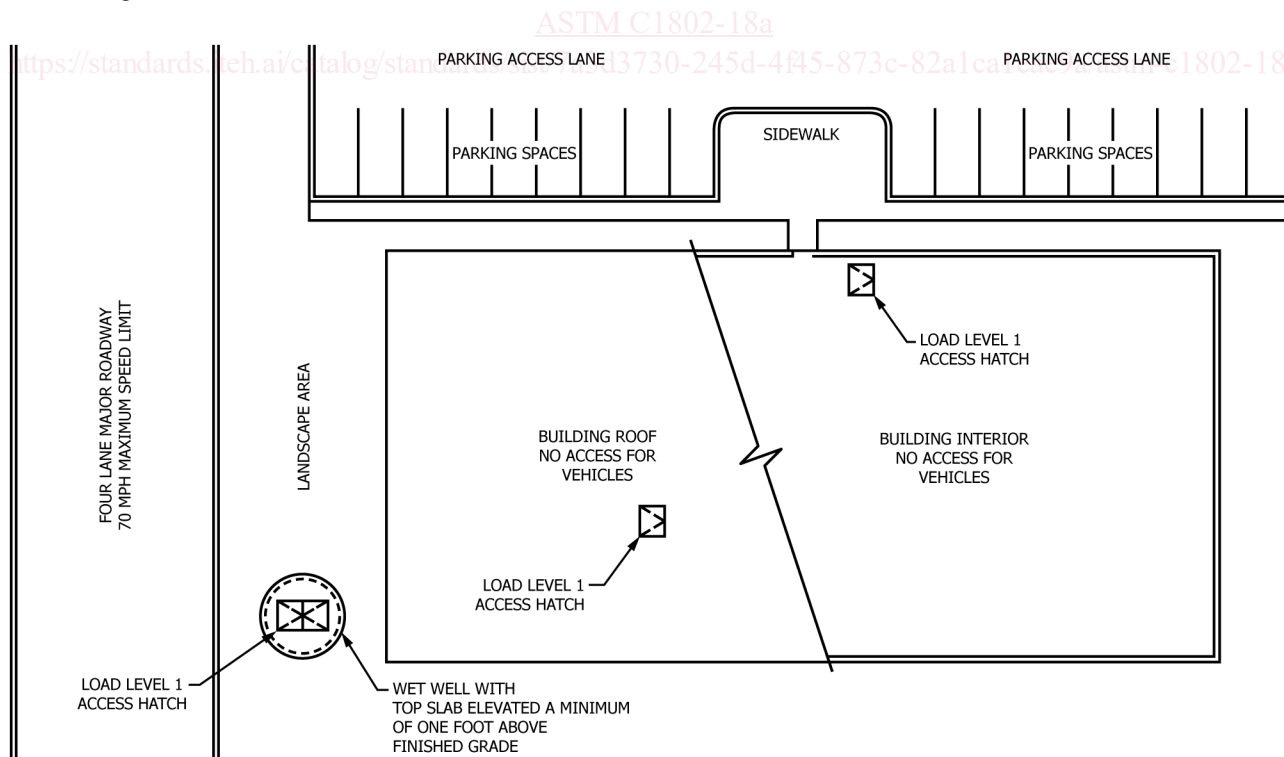 ASTM C1802-18a
PARKING ACCESS LANE
PARKING ACCESS LANE
SIDEWALK
PARKING SPACES
PARKING SPACES
LOAD LEVEL 1
ACCESS HATCH
FOUR LANE MAJOR ROADWAY
70 MPH MAXIMUM SPEED LIMIT
LANDSCAPE AREA
BUILDING ROOF
NO ACCESS FOR
VEHICLES
BUILDING INTERIOR
NO ACCESS FOR
VEHICLES
LOAD LEVEL 1
ACCESS HATCH
LOAD LEVEL 1
ACCESS HATCH
WET WELL WITH
TOP SLAB ELEVATED A MINIMUM
OF ONE FOOT ABOVE
FINISHED GRADE